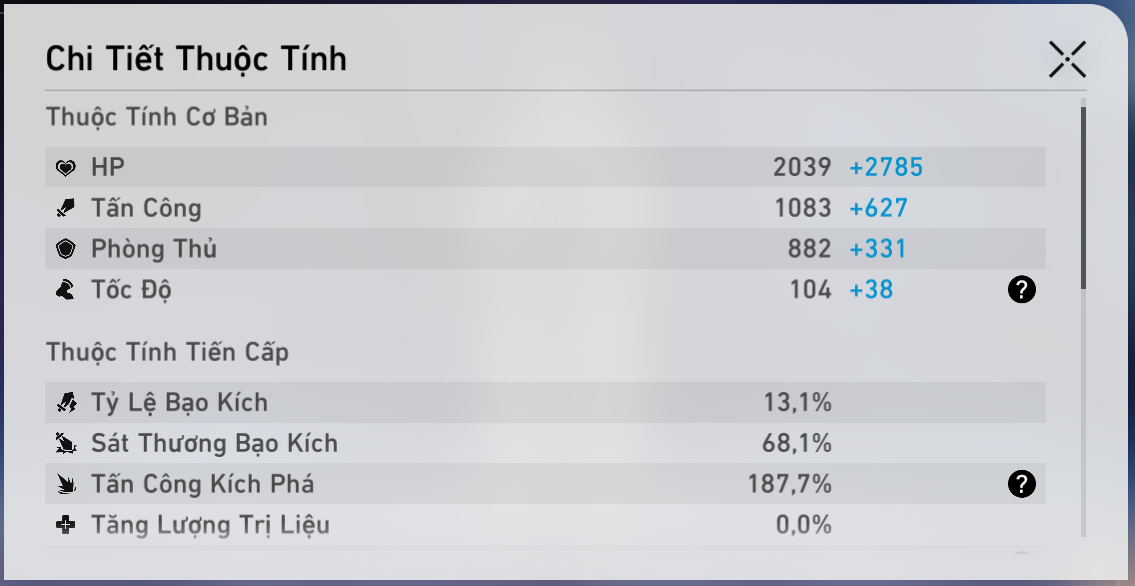 Chi Tiết Thuộc Tính
Thuộc Tính Cơ Bản
HP 2039 +2785
Tấn Công 1083 +627
Phòng Thủ 882 +331
Tốc Độ 104 +38 ?
Thuộc Tính Tiến Cấp
Tỷ Lệ Bạo Kích 13,1%
Sát Thương Bạo Kích 68,1%
Tấn Công Kích Phá 187,7% ?
Tăng Lượng Trị Liệu 0,0%